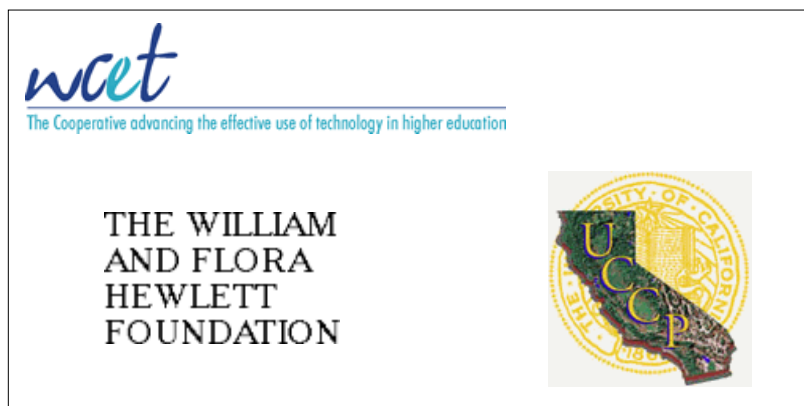 wcet
The Cooperative advancing the effective use of technology in higher education
THE WILLIAM
AND FLORA
HEWLETT
FOUNDATION
UCCP